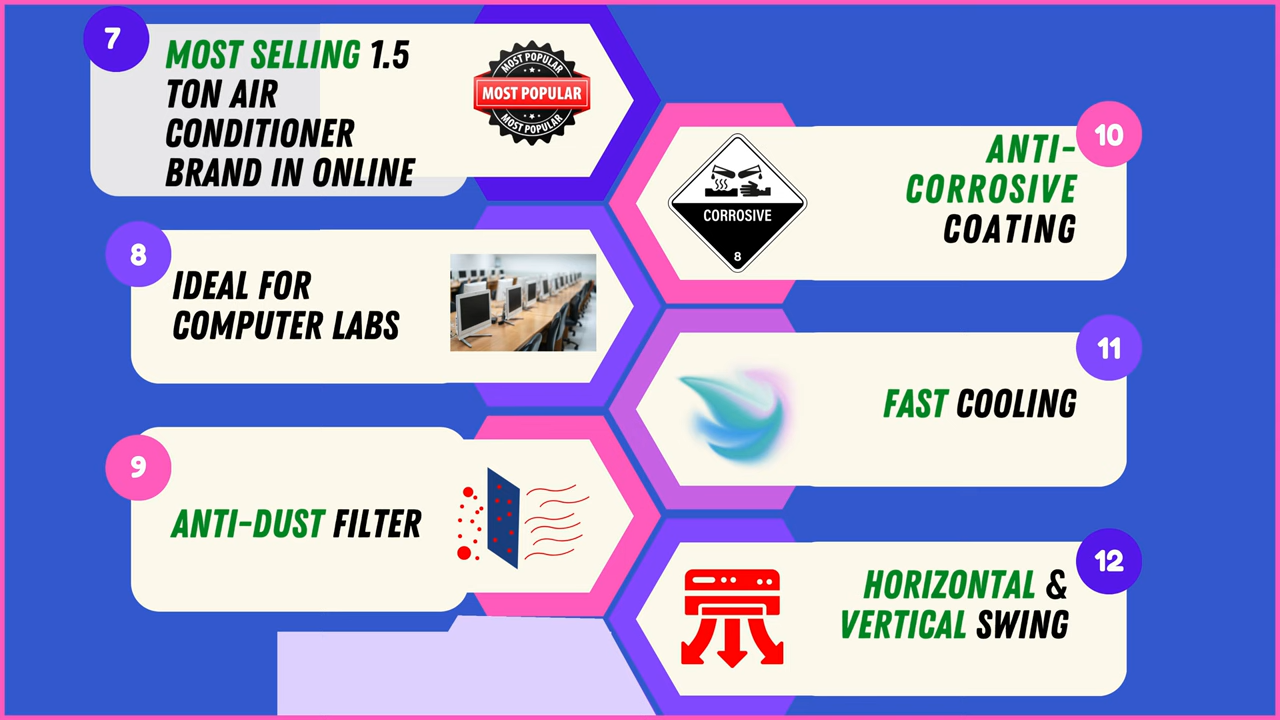 7
MOST SELLING 1.5
TON AIR
CONDITIONER
BRAND IN ONLINE
MOST POPULAR
MOST POPULAR
MOST POPULAR
8
IDEAL FOR
COMPUTER LABS
9
ANTI-DUST FILTER
10
ANTI-
CORROSIVE
COATING
CORROSIVE
8
11
FAST COOLING
12
HORIZONTAL &
VERTICAL SWING